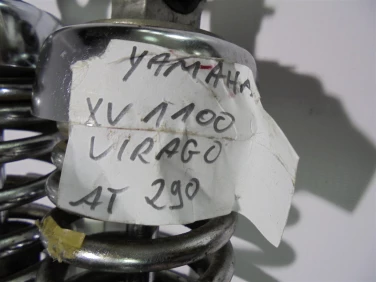 YAMAHA
XV 1100
VIRAGO
AT 290